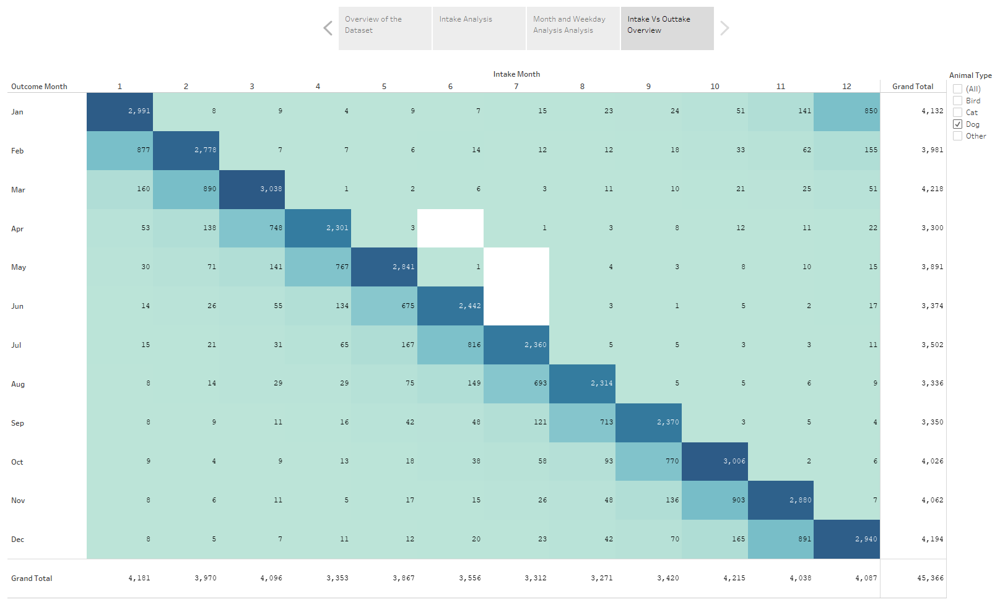 Overview of the Dataset
Intake Analysis
Month and Weekday Analysis Analysis
Intake Vs Outtake Overview
Intake Month
Outcome Month 1 2 3 4 5 6 7 8 9 10 11 12 Grand Total
Jan 2,991 8 9 4 9 7 15 23 24 51 141 850 4,132
Feb 877 2,778 7 7 6 14 12 12 18 33 62 155 3,981
Mar 160 890 3,038 1 2 6 3 11 10 21 25 51 4,218
Apr 53 138 748 2,301 3 1 3 8 12 11 22 3,300
May 30 71 141 767 2,841 1 4 3 8 10 15 3,891
Jun 14 26 55 134 675 2,442 3 1 5 2 17 3,374
Jul 15 21 31 65 167 816 2,360 5 5 3 3 11 3,502
Aug 8 14 29 29 75 149 693 2,314 5 5 6 9 3,336
Sep 8 9 11 16 42 48 121 713 2,370 3 5 4 3,350
Oct 9 4 9 13 18 38 58 93 770 3,006 2 6 4,026
Nov 8 6 11 5 17 15 26 48 136 903 2,880 7 4,062
Dec 8 5 7 11 12 20 23 42 70 165 891 2,940 4,194
Grand Total 4,181 3,970 4,096 3,353 3,867 3,556 3,312 3,271 3,420 4,215 4,038 4,087 45,366
Animal Type
(All)
Bird
Cat
Dog
Other